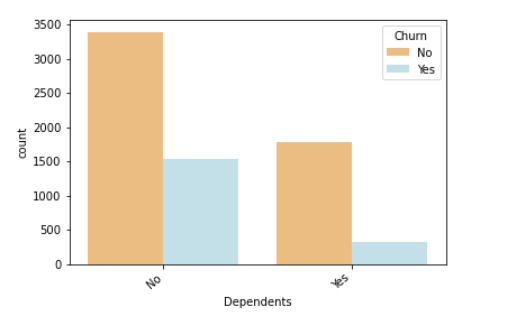 3500
3000
2500
2000
1500
1000
500
0
count
Churn
No
Yes
No
Yes
Dependents